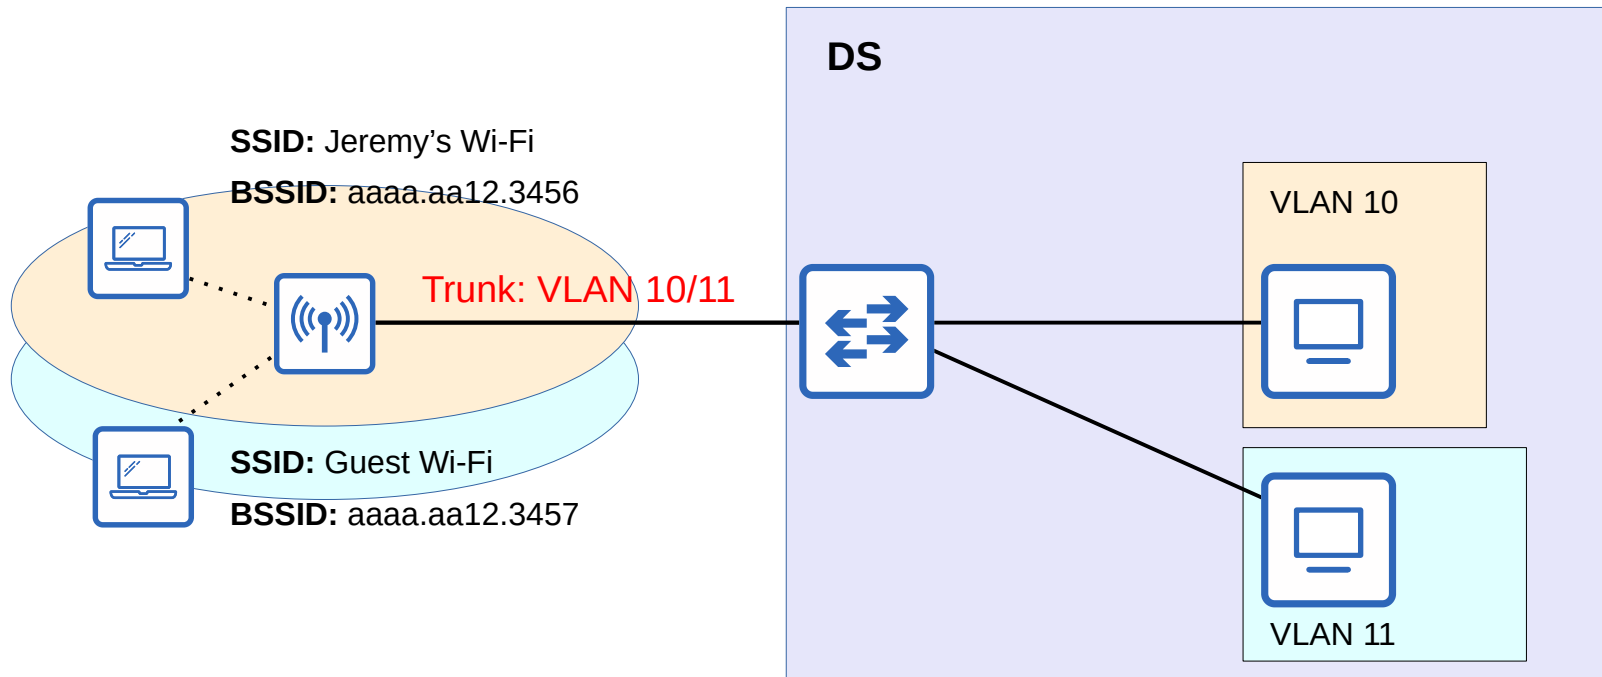 DS
SSID: Jeremy’s Wi-Fi
BSSID: aaaa.aa12.3456
VLAN 10
Trunk: VLAN 10/11
SSID: Guest Wi-Fi
BSSID: aaaa.aa12.3457
VLAN 11